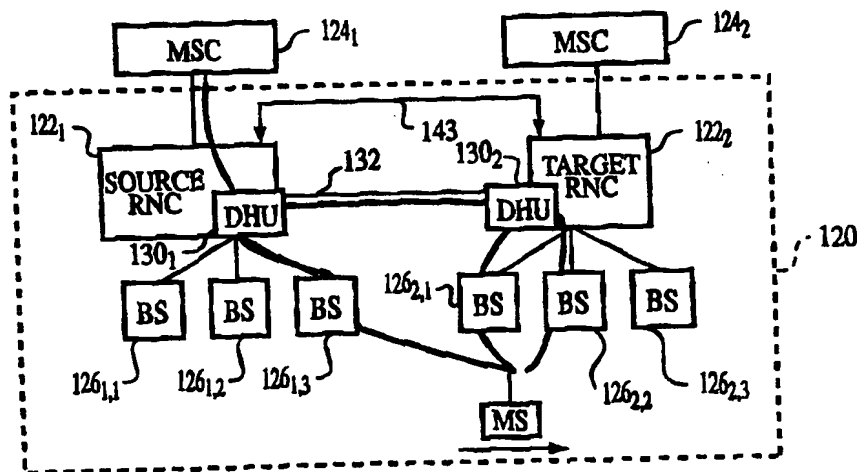 MSC 124₁ MSC 124₂
122₁ 143 130₂ 122₂
SOURCE RNC 132 TARGET RNC
DHU DHU
130₁ 120
BS BS BS 126₂,₁ BS BS BS
126₁,₁ 126₁,₂ 126₁,₃ 126₂,₂ 126₂,₃
MS